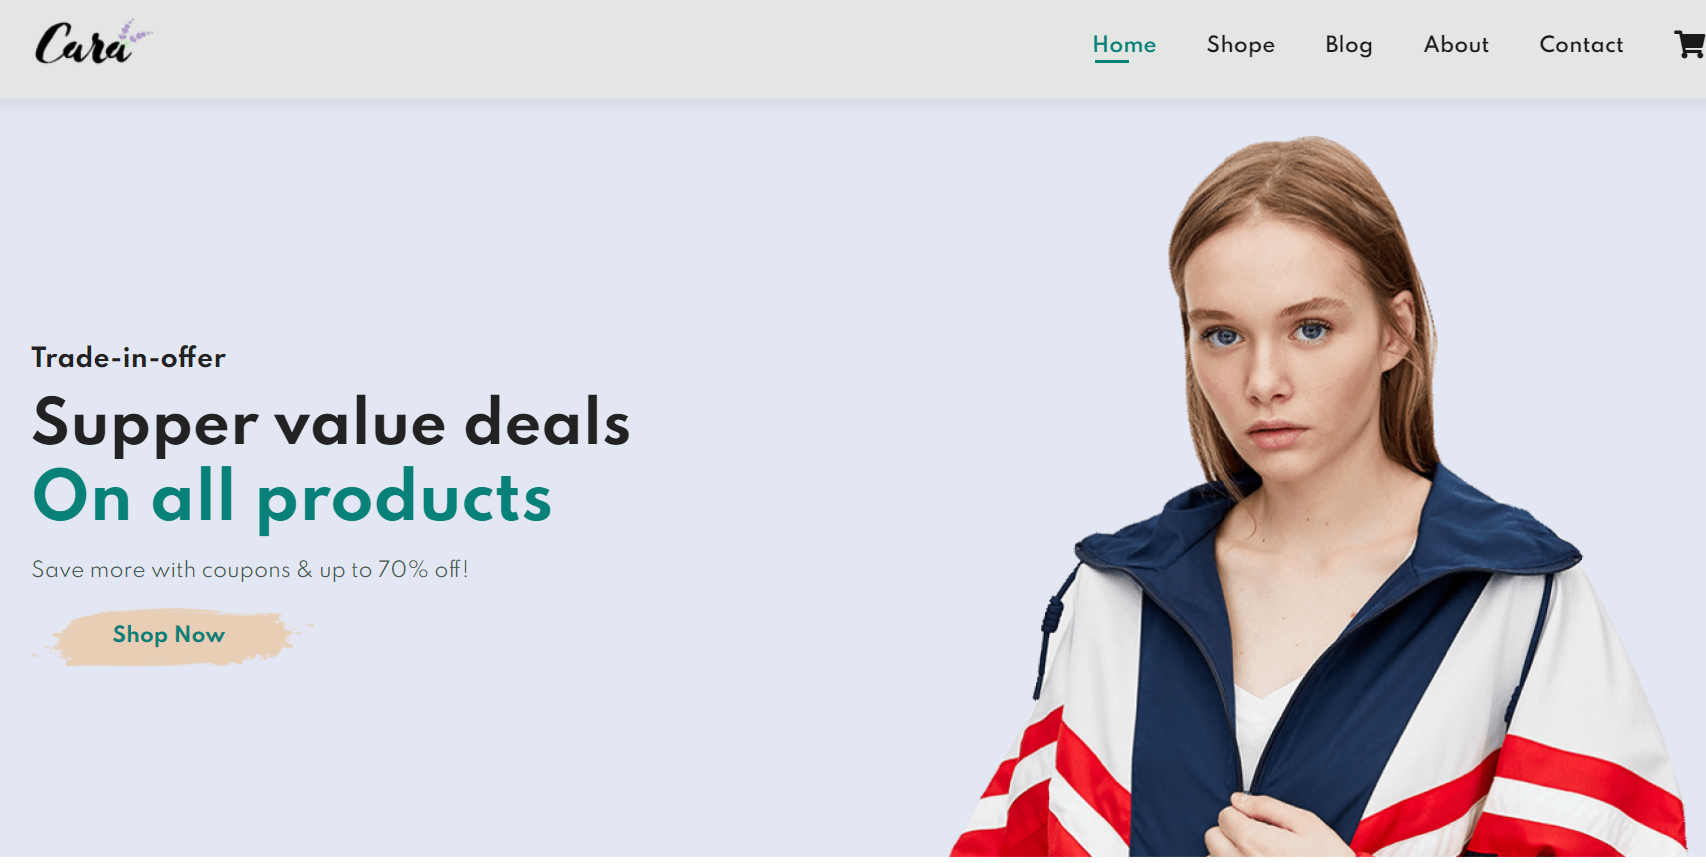 Cara
Home Shope Blog About Contact
Trade-in-offer
Supper value deals
On all products
Save more with coupons & up to 70% off!
Shop Now